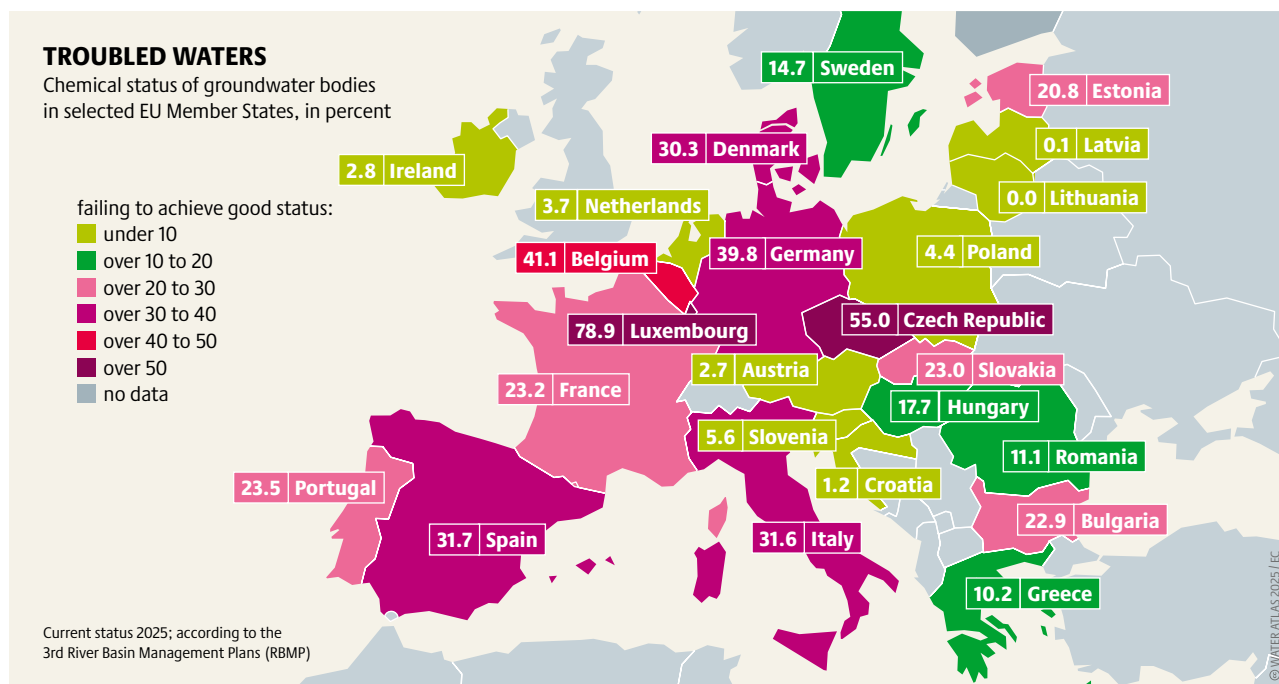 TROUBLED WATERS
Chemical status of groundwater bodies
in selected EU Member States, in percent
failing to achieve good status:
under 10
over 10 to 20
over 20 to 30
over 30 to 40
over 40 to 50
over 50
no data
14.7 Sweden
20.8 Estonia
30.3 Denmark
0.1 Latvia
2.8 Ireland
0.0 Lithuania
3.7 Netherlands
39.8 Germany
4.4 Poland
41.1 Belgium
78.9 Luxembourg
55.0 Czech Republic
2.7 Austria
23.0 Slovakia
23.2 France
17.7 Hungary
5.6 Slovenia
11.1 Romania
23.5 Portugal
1.2 Croatia
22.9 Bulgaria
31.7 Spain
31.6 Italy
10.2 Greece
Current status 2025; according to the
3rd River Basin Management Plans (RBMP)
© WATER ATLAS 2025 / EC